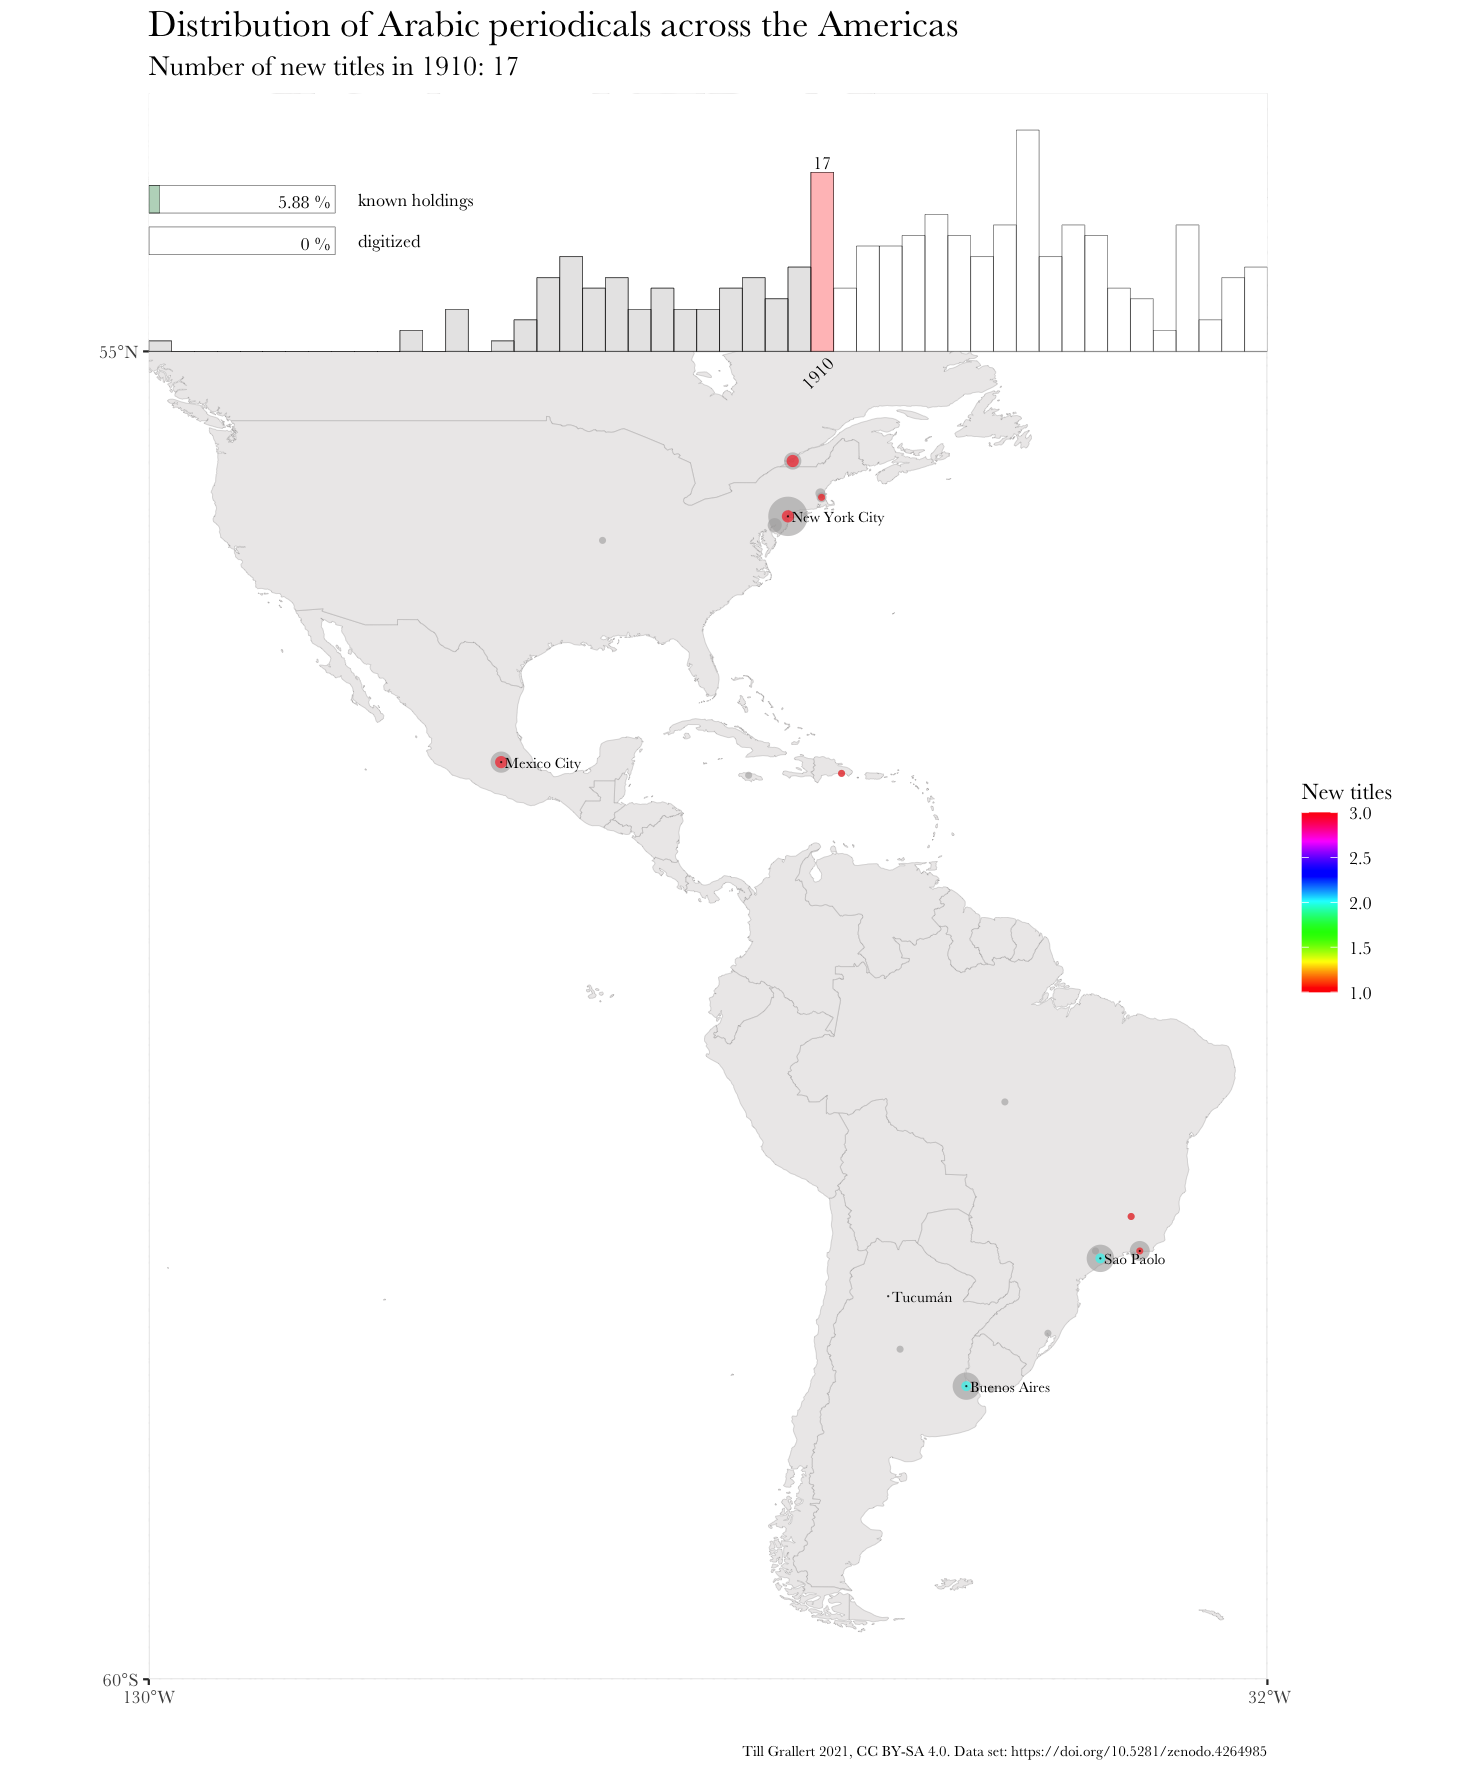 Distribution of Arabic periodicals across the Americas
Number of new titles in 1910: 17
17
5.88 %
known holdings
0 %
digitized
55°N
1910
New York City
Mexico City
New titles
3.0
2.5
2.0
1.5
1.0
Sao Paolo
Tucumán
Buenos Aires
60°S
130°W
32°W
Till Grallert 2021, CC BY-SA 4.0. Data set: https://doi.org/10.5281/zenodo.4264985